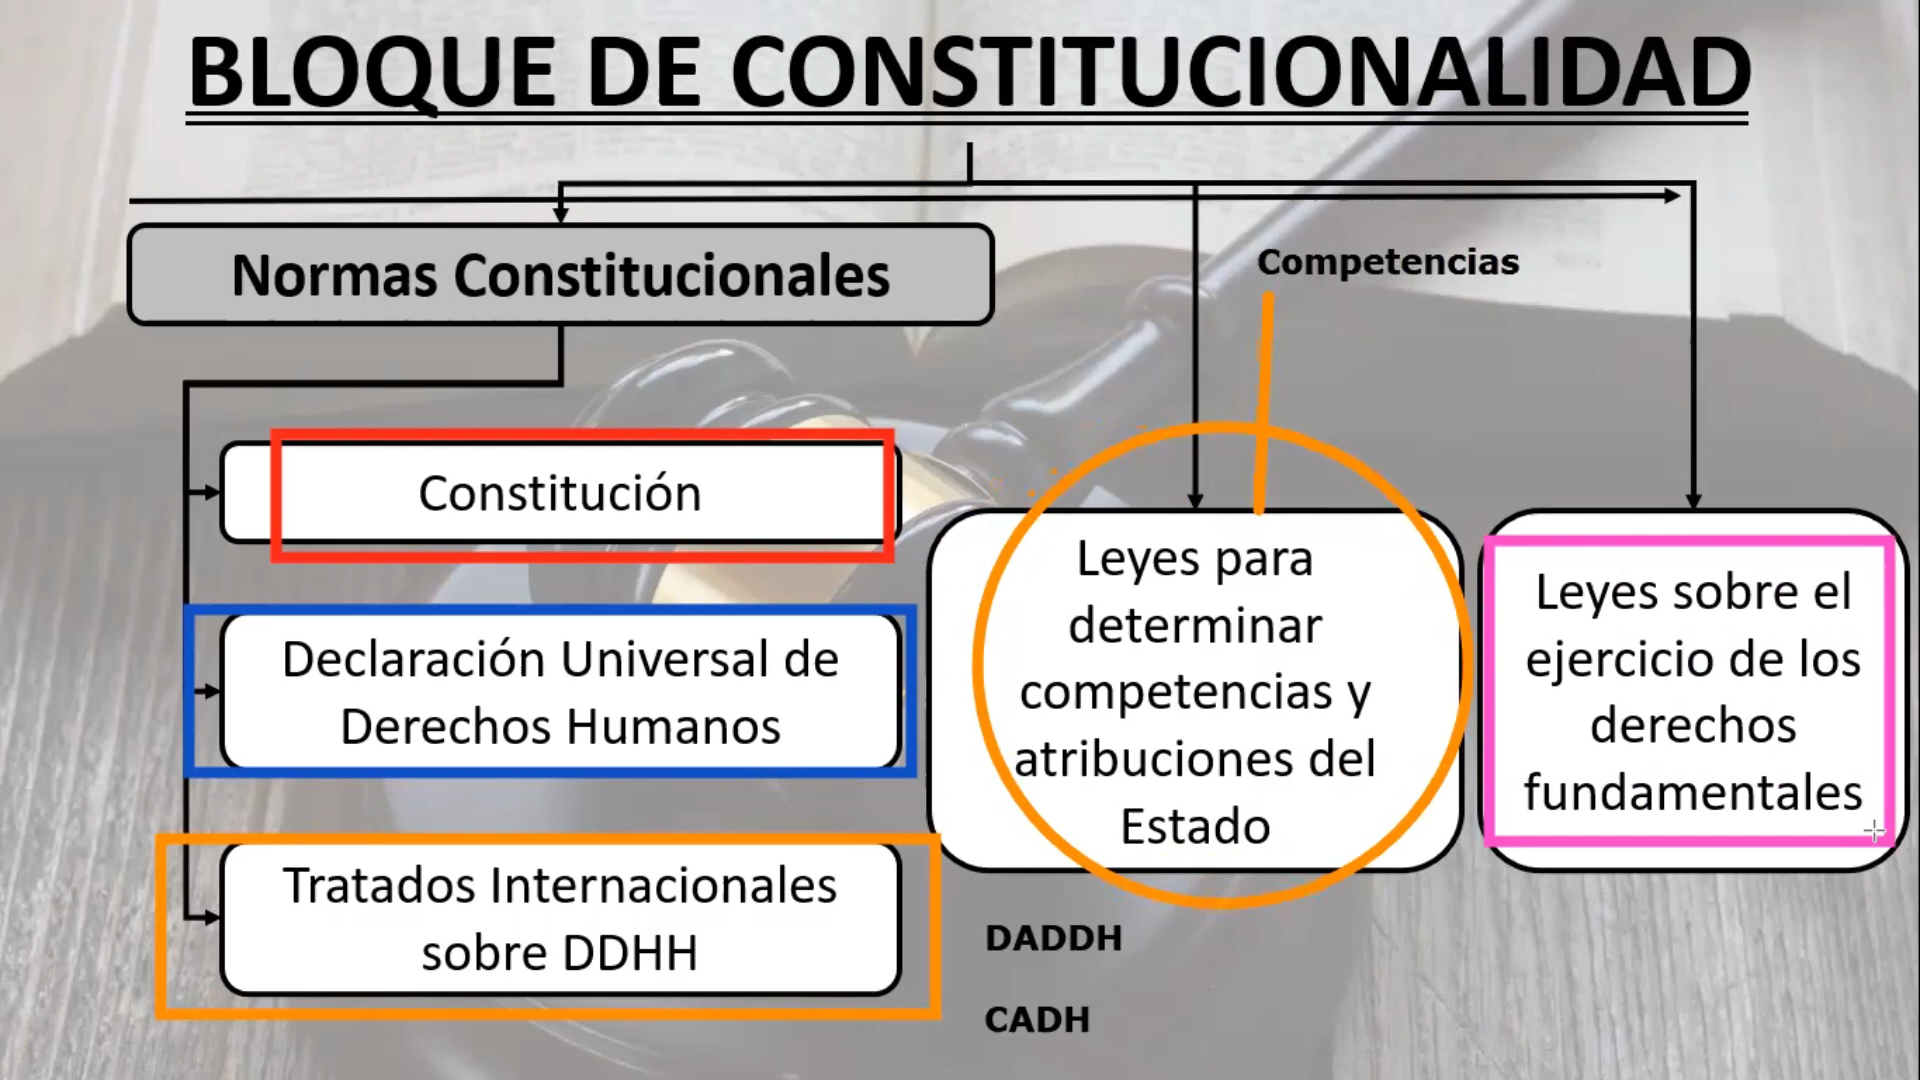 BLOQUE DE CONSTITUCIONALIDAD
Normas Constitucionales
Competencias
Constitución
Declaración Universal de
Derechos Humanos
Tratados Internacionales
sobre DDHH
Leyes para
determinar
competencias y
atribuciones del
Estado
Leyes sobre el
ejercicio de los
derechos
fundamentales
DADDH
CADH